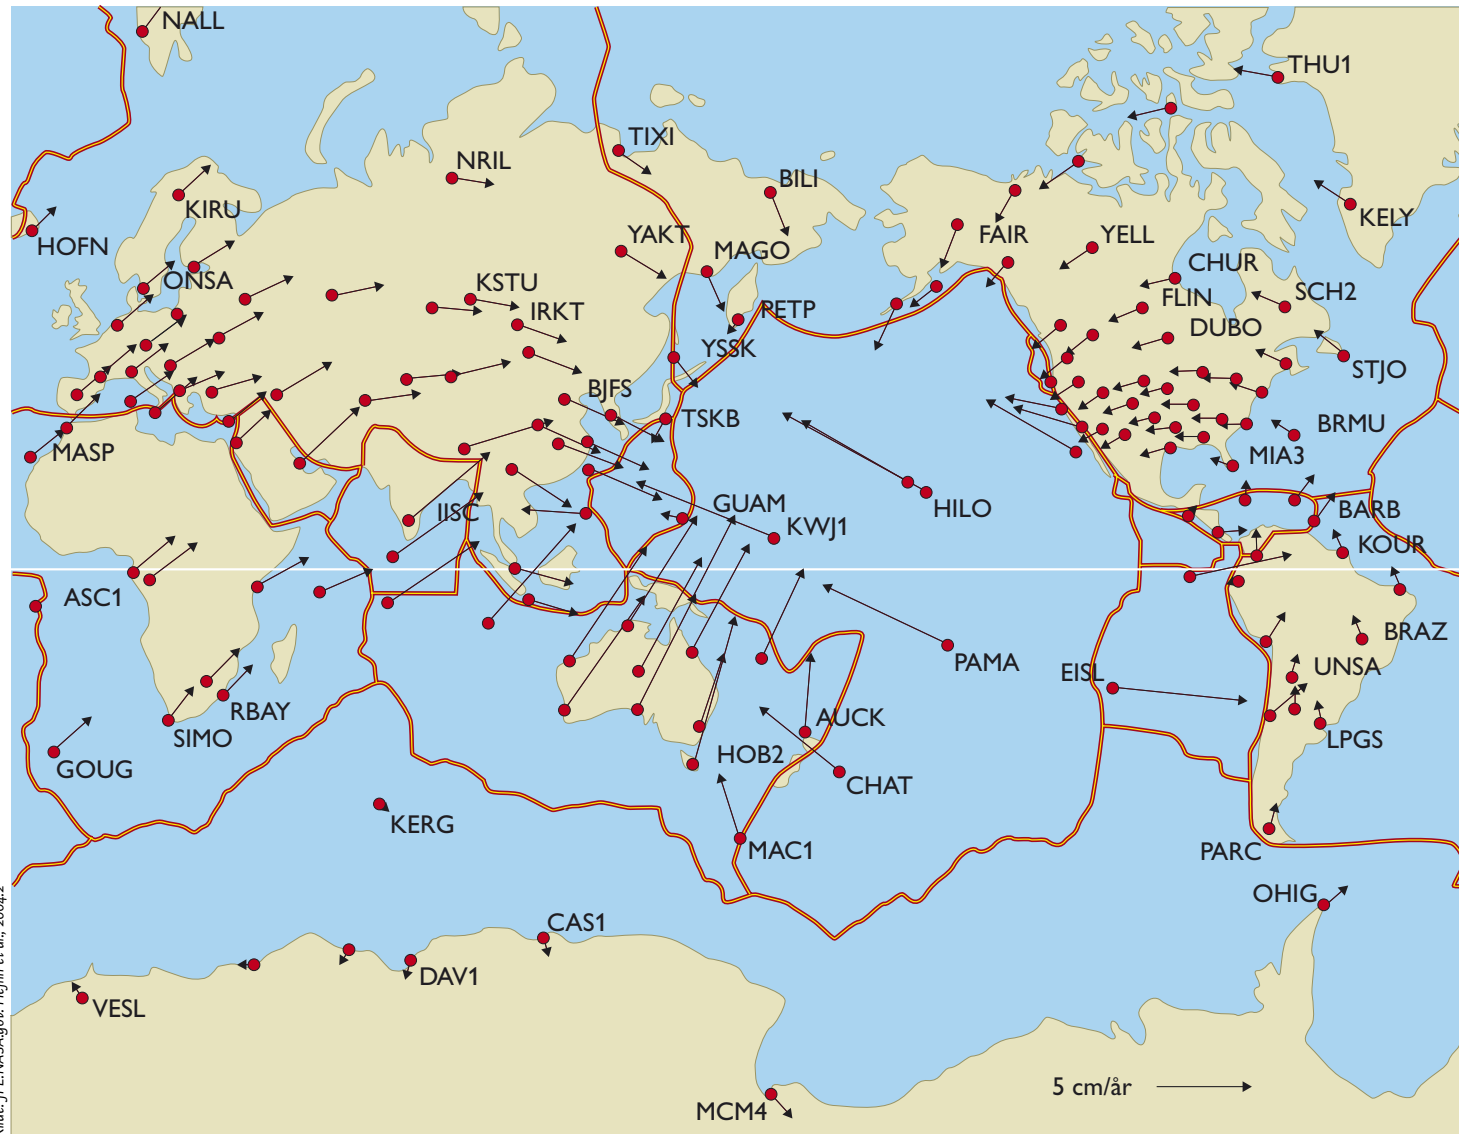 NALL
THU1
TIXI
NRIL
BILI
KIRU
KELY
HOFN
YAKT
FAIR
YELL
MAGO
CHUR
ONSA
KSTU
SCH2
FLIN
IRKT
PETP
DUBO
YSSK
STJO
BJFS
TSKB
BRMU
MASP
MIA3
GUAM
HILO
IISC
BARB
KWJ1
KOUR
ASC1
BRAZ
PAMA
UNSA
EISL
RBAY
AUCK
SIMO
LPGS
HOB2
GOUG
CHAT
KERG
MAC1
PARC
OHIG
CAS1
DAV1
VESL
5 cm/år
MCM4